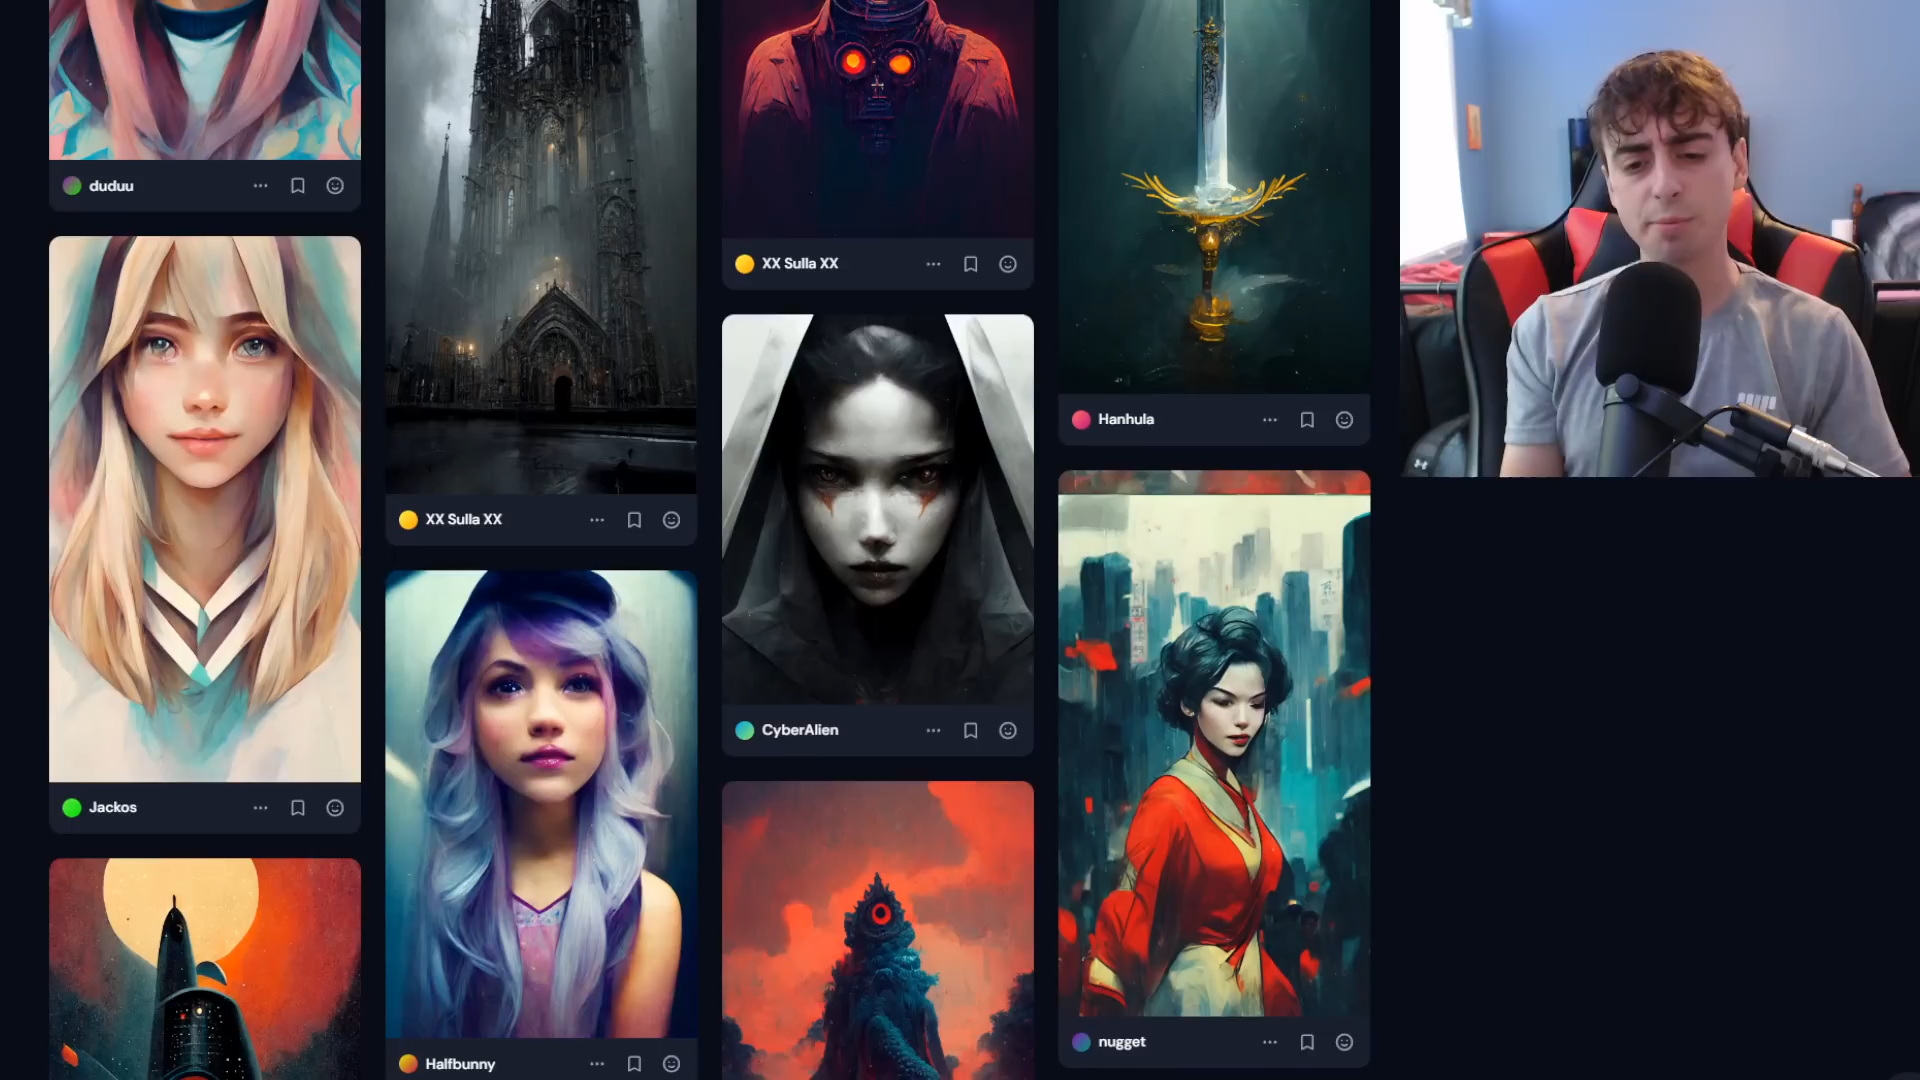 duduu
Jackos
XX Sulla XX
Halfbunny
XX Sulla XX
CyberAlien
Hanhula
nugget